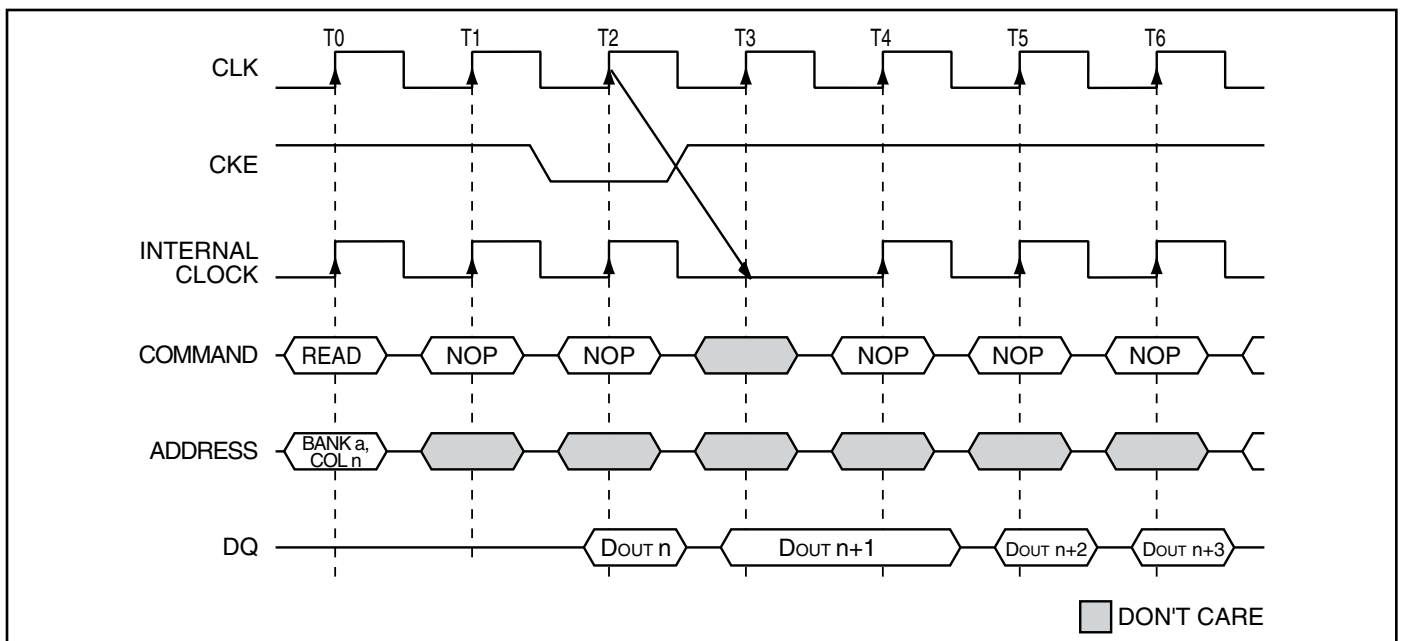 T0 T1 T2 T3 T4 T5 T6
CLK
CKE
INTERNAL
CLOCK
COMMAND READ NOP NOP NOP NOP NOP
ADDRESS BANK a,
COL n
DQ DOUT n DOUT n+1 DOUT n+2 DOUT n+3
DON'T CARE